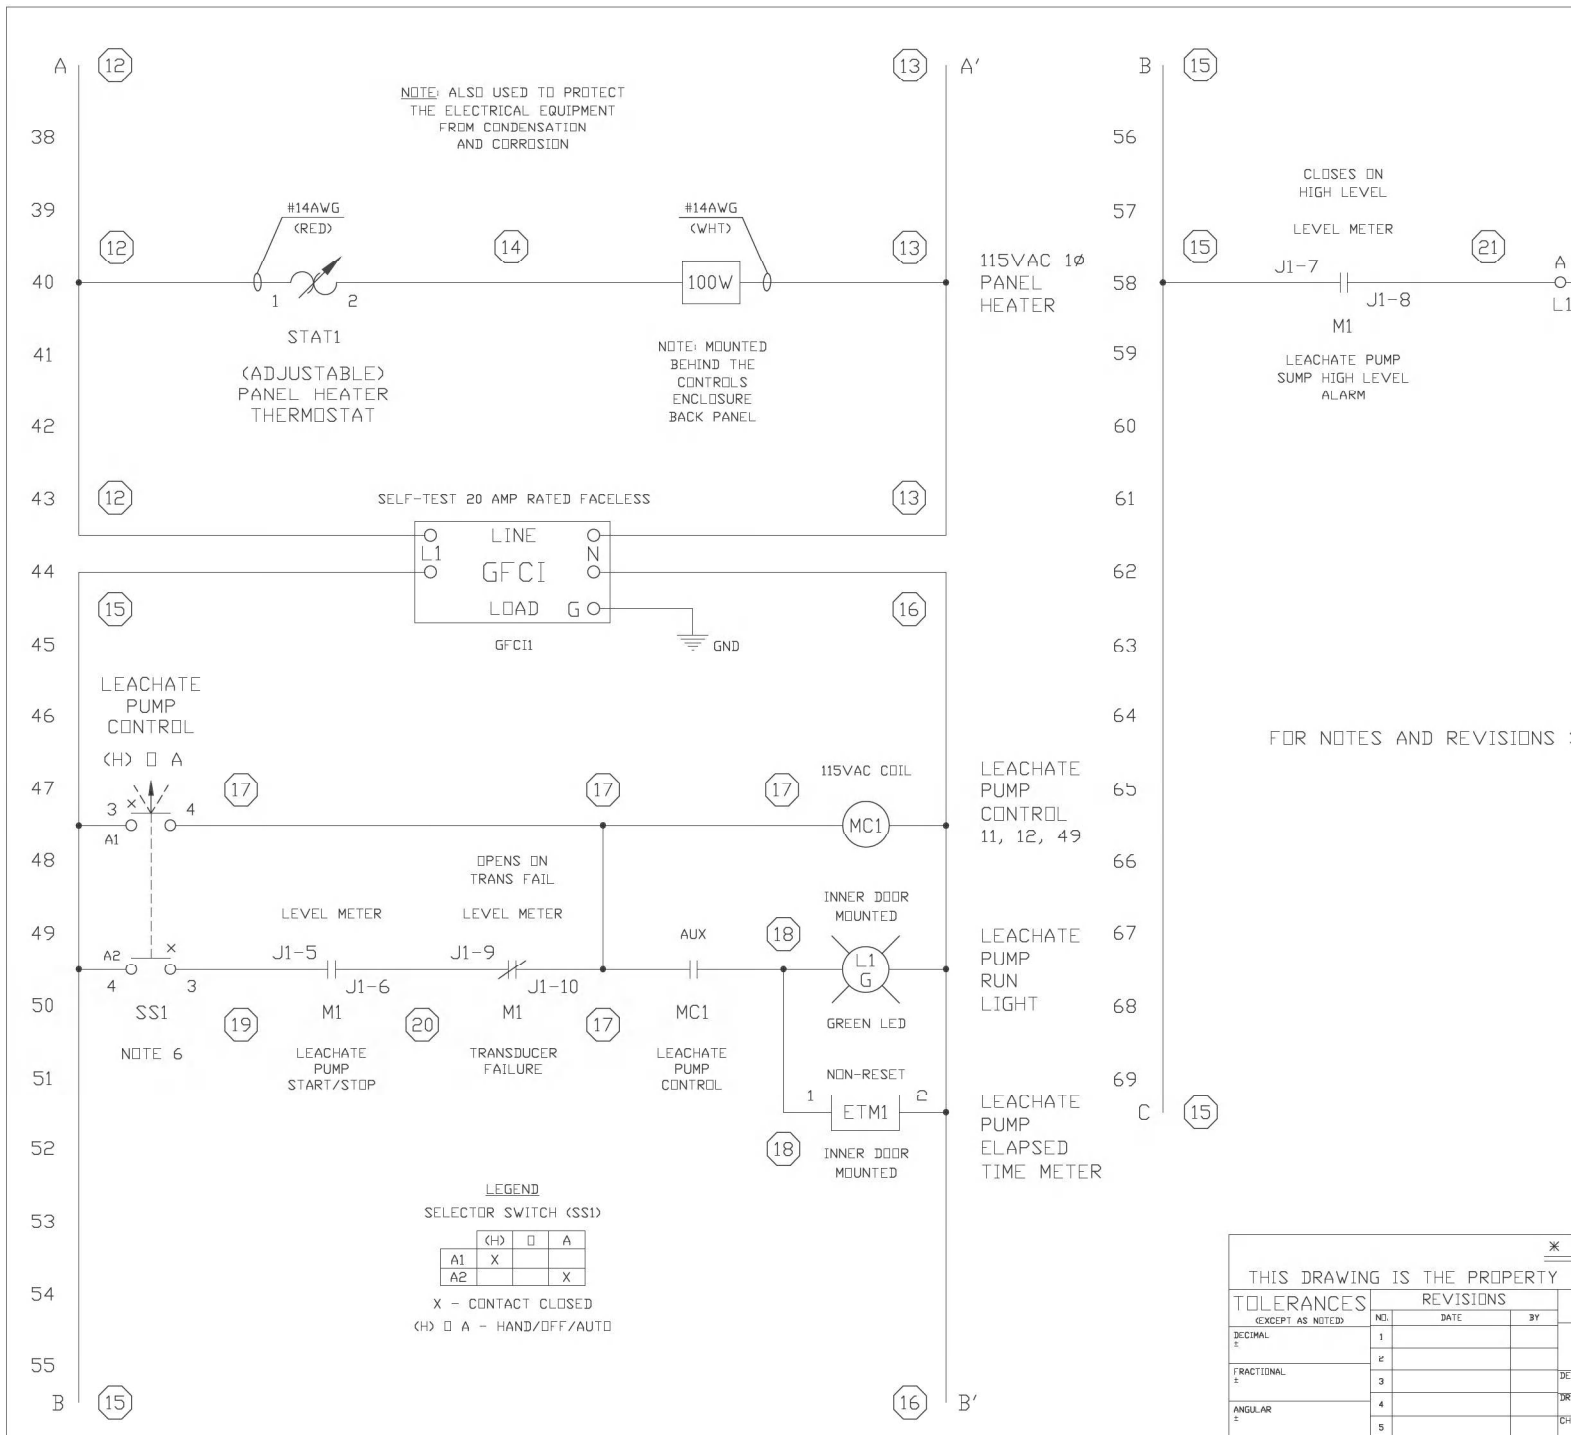 A 12 13 A' B 15
NOTE: ALSO USED TO PROTECT
THE ELECTRICAL EQUIPMENT
FROM CONDENSATION
AND CORROSION
38 56
CLOSES ON
HIGH LEVEL
39 57
#14AWG
(RED)
#14AWG
(WHT)
LEVEL METER
12 14 13 15 21
115VAC 1Ø
PANEL
HEATER
40 58
1 2
100W
J1-7
J1-8
M1
A
L1
STAT1
41 59
(ADJUSTABLE)
PANEL HEATER
THERMOSTAT
NOTE: MOUNTED
BEHIND THE
CONTROLS
ENCLOSURE
BACK PANEL
LEACHATE PUMP
SUMP HIGH LEVEL
ALARM
42 60
43 12 13 61
SELF-TEST 20 AMP RATED FACELESS
LINE
L1 N
GFCI
LOAD G
GFCI1
GND
44 62
15 16
45 63
LEACHATE
PUMP
CONTROL
46 64
FOR NOTES AND REVISIONS
(H) O A
47 17 17 17 65
115VAC COIL
3 X 4
A1
MC1
LEACHATE
PUMP
CONTROL
11, 12, 49
48 66
OPENS ON
TRANS FAIL
INNER DOOR
MOUNTED
LEVEL METER LEVEL METER
49 67
AUX
18
A2 X
4 3
J1-5
J1-6
J1-9
J1-10
L1
G
LEACHATE
PUMP
RUN
LIGHT
50 68
SS1 M1 M1 MC1
19 20 17
GREEN LED
NOTE 6
LEACHATE
PUMP
START/STOP
TRANSDUCER
FAILURE
LEACHATE
PUMP
CONTROL
51 69
NON-RESET
1 ETM1 2
C 15
LEACHATE
PUMP
ELAPSED
TIME METER
52
18
INNER DOOR
MOUNTED
LEGEND
SELECTOR SWITCH (SS1)
53
(H) O A
A1 X
A2 X
54
X - CONTACT CLOSED
(H) O A - HAND/OFF/AUTO
55
B 15 16 B'
*
THIS DRAWING IS THE PROPERTY
TOLERANCES
(EXCEPT AS NOTED)
REVISIONS
NO. DATE BY
DECIMAL
±
1
2
FRACTIONAL
±
3
4
ANGULAR
±
5
DE
DR
CH